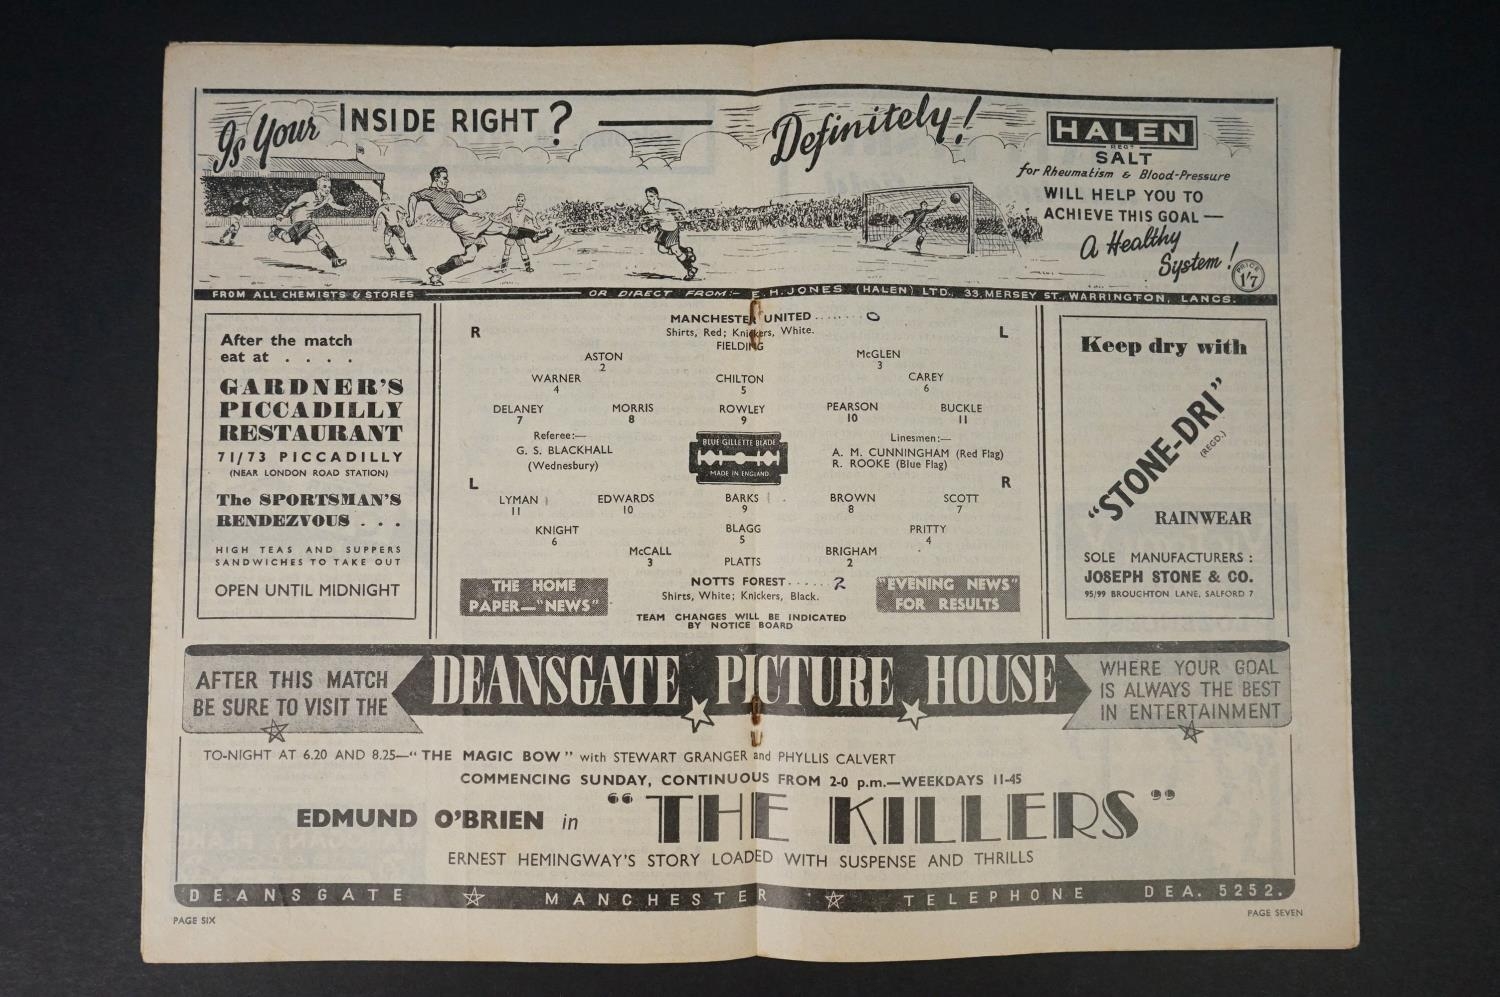 Is Your INSIDE RIGHT? — Definitely!
HALEN
REGD
SALT
for Rheumatism & Blood-Pressure
WILL HELP YOU TO
ACHIEVE THIS GOAL —
A Healthy
System!
PRICE
1'7
FROM ALL CHEMISTS & STORES OR DIRECT FROM:- E. H. JONES (HALEN) LTD., 33, MERSEY ST., WARRINGTON, LANCS.
After the match
eat at . . . .
GARDNER'S
PICCADILLY
RESTAURANT
71/73 PICCADILLY
(NEAR LONDON ROAD STATION)
The SPORTSMAN'S
RENDEZVOUS . . .
HIGH TEAS AND SUPPERS
SANDWICHES TO TAKE OUT
OPEN UNTIL MIDNIGHT
MANCHESTER UNITED ........ 0
R Shirts, Red; Knickers, White. L
FIELDING
ASTON McGLEN
2 3
WARNER CHILTON CAREY
4 5 6
DELANEY MORRIS ROWLEY PEARSON BUCKLE
7 8 9 10 11
Referee:— Linesmen:—
G. S. BLACKHALL A. M. CUNNINGHAM (Red Flag)
(Wednesbury) R. ROOKE (Blue Flag)
BLUE GILLETTE BLADE
MADE IN ENGLAND
L R
LYMAN EDWARDS BARKS BROWN SCOTT
11 10 9 8 7
KNIGHT BLAGG PRITTY
6 5 4
McCALL PLATTS BRIGHAM
3 2
NOTTS FOREST ..... 2
Shirts, White; Knickers, Black.
THE HOME
PAPER—"NEWS"
"EVENING NEWS"
FOR RESULTS
TEAM CHANGES WILL BE INDICATED
BY NOTICE BOARD
Keep dry with
"STONE-DRI"
(REGD.)
RAINWEAR
SOLE MANUFACTURERS :
JOSEPH STONE & CO.
95/99 BROUGHTON LANE, SALFORD 7
AFTER THIS MATCH
BE SURE TO VISIT THE
DEANSGATE PICTURE HOUSE
WHERE YOUR GOAL
IS ALWAYS THE BEST
IN ENTERTAINMENT
TO-NIGHT AT 6.20 AND 8.25—"THE MAGIC BOW" with STEWART GRANGER and PHYLLIS CALVERT
COMMENCING SUNDAY, CONTINUOUS FROM 2-0 p.m.—WEEKDAYS 11-45
EDMUND O'BRIEN in "THE KILLERS"
ERNEST HEMINGWAY'S STORY LOADED WITH SUSPENSE AND THRILLS
DEANSGATE MANCHESTER TELEPHONE DEA. 5252.
PAGE SIX
PAGE SEVEN